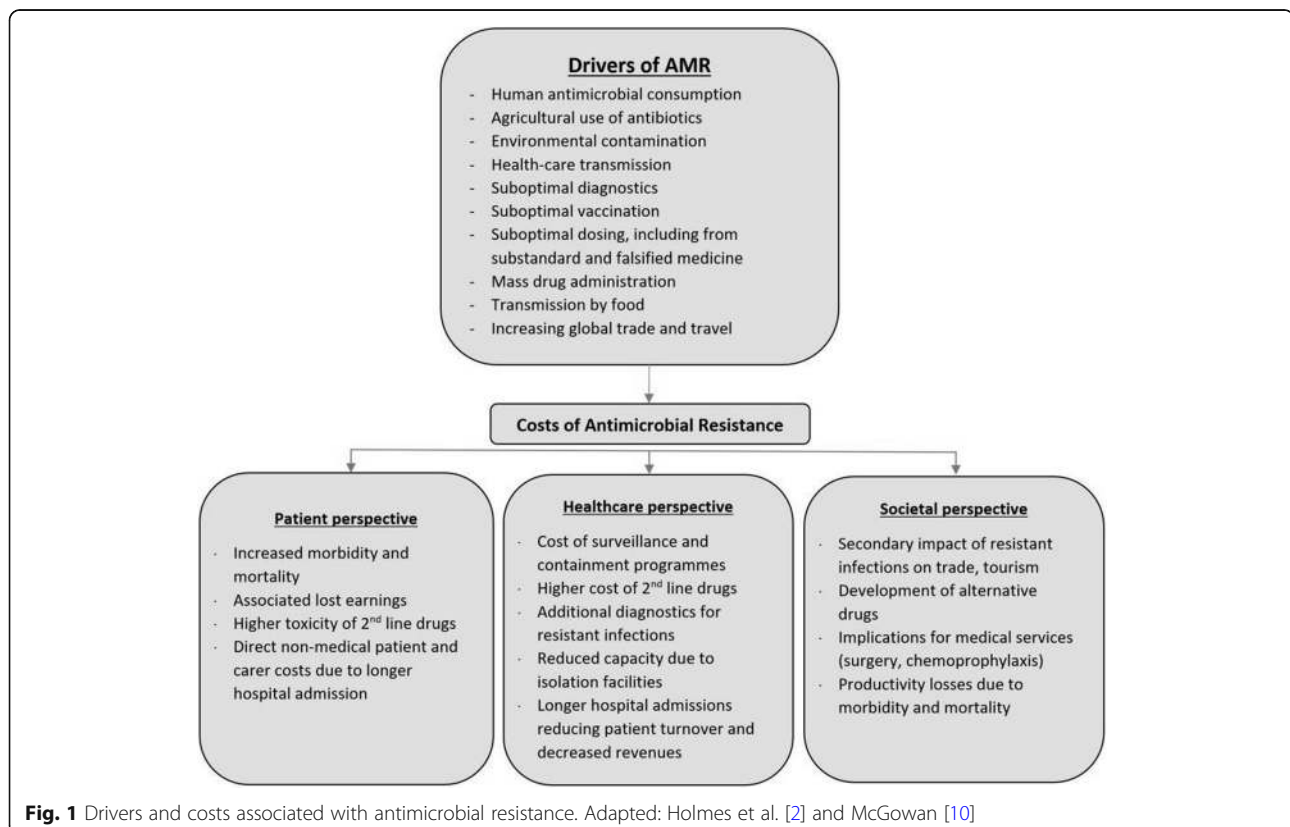 Drivers of AMR
- Human antimicrobial consumption
- Agricultural use of antibiotics
- Environmental contamination
- Health-care transmission
- Suboptimal diagnostics
- Suboptimal vaccination
- Suboptimal dosing, including from
substandard and falsified medicine
- Mass drug administration
- Transmission by food
- Increasing global trade and travel
Costs of Antimicrobial Resistance
Patient perspective
· Increased morbidity and
mortality
· Associated lost earnings
· Higher toxicity of 2nd line drugs
· Direct non-medical patient and
carer costs due to longer
hospital admission
Healthcare perspective
· Cost of surveillance and
containment programmes
· Higher cost of 2nd line drugs
· Additional diagnostics for
resistant infections
· Reduced capacity due to
isolation facilities
· Longer hospital admissions
reducing patient turnover and
decreased revenues
Societal perspective
· Secondary impact of resistant
infections on trade, tourism
· Development of alternative
drugs
· Implications for medical services
(surgery, chemoprophylaxis)
· Productivity losses due to
morbidity and mortality
Fig. 1 Drivers and costs associated with antimicrobial resistance. Adapted: Holmes et al. [2] and McGowan [10]